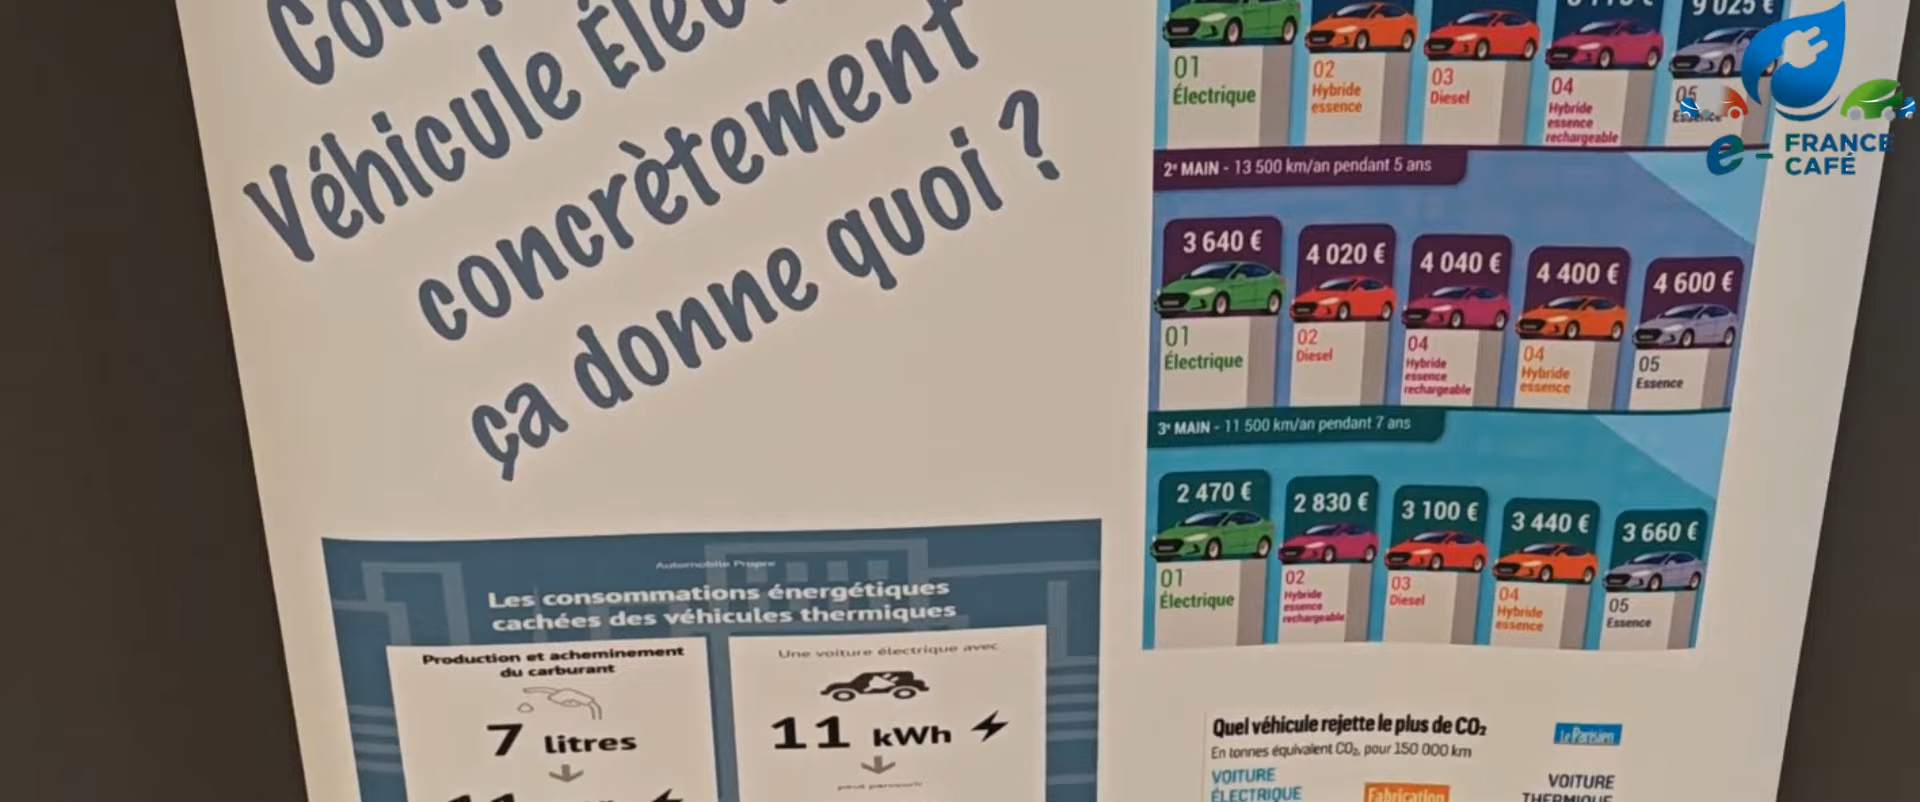 Véhicule
concrètement
ça donne quoi ?
9 025 €
01
Électrique
02
Hybride
essence
03
Diesel
04
Hybride
essence
rechargeable
05
Essence
e - FRANCE
CAFÉ
2e MAIN - 13 500 km/an pendant 5 ans
3 640 €
4 020 €
4 040 €
4 400 €
4 600 €
01
Électrique
02
Diesel
04
Hybride
essence
rechargeable
04
Hybride
essence
05
Essence
3e MAIN - 11 500 km/an pendant 7 ans
2 470 €
2 830 €
3 100 €
3 440 €
3 660 €
01
Électrique
02
Hybride
essence
rechargeable
03
Diesel
04
Hybride
essence
05
Essence
Automobile Propre
Les consommations énergétiques
cachées des véhicules thermiques
Production et acheminement
du carburant
7 litres
Une voiture électrique avec
11 kWh
peut parcourir
Quel véhicule rejette le plus de CO2
En tonnes équivalent CO2, pour 150 000 km
Le Parisien
VOITURE
ÉLECTRIQUE
Fabrication
VOITURE
THERMIQUE